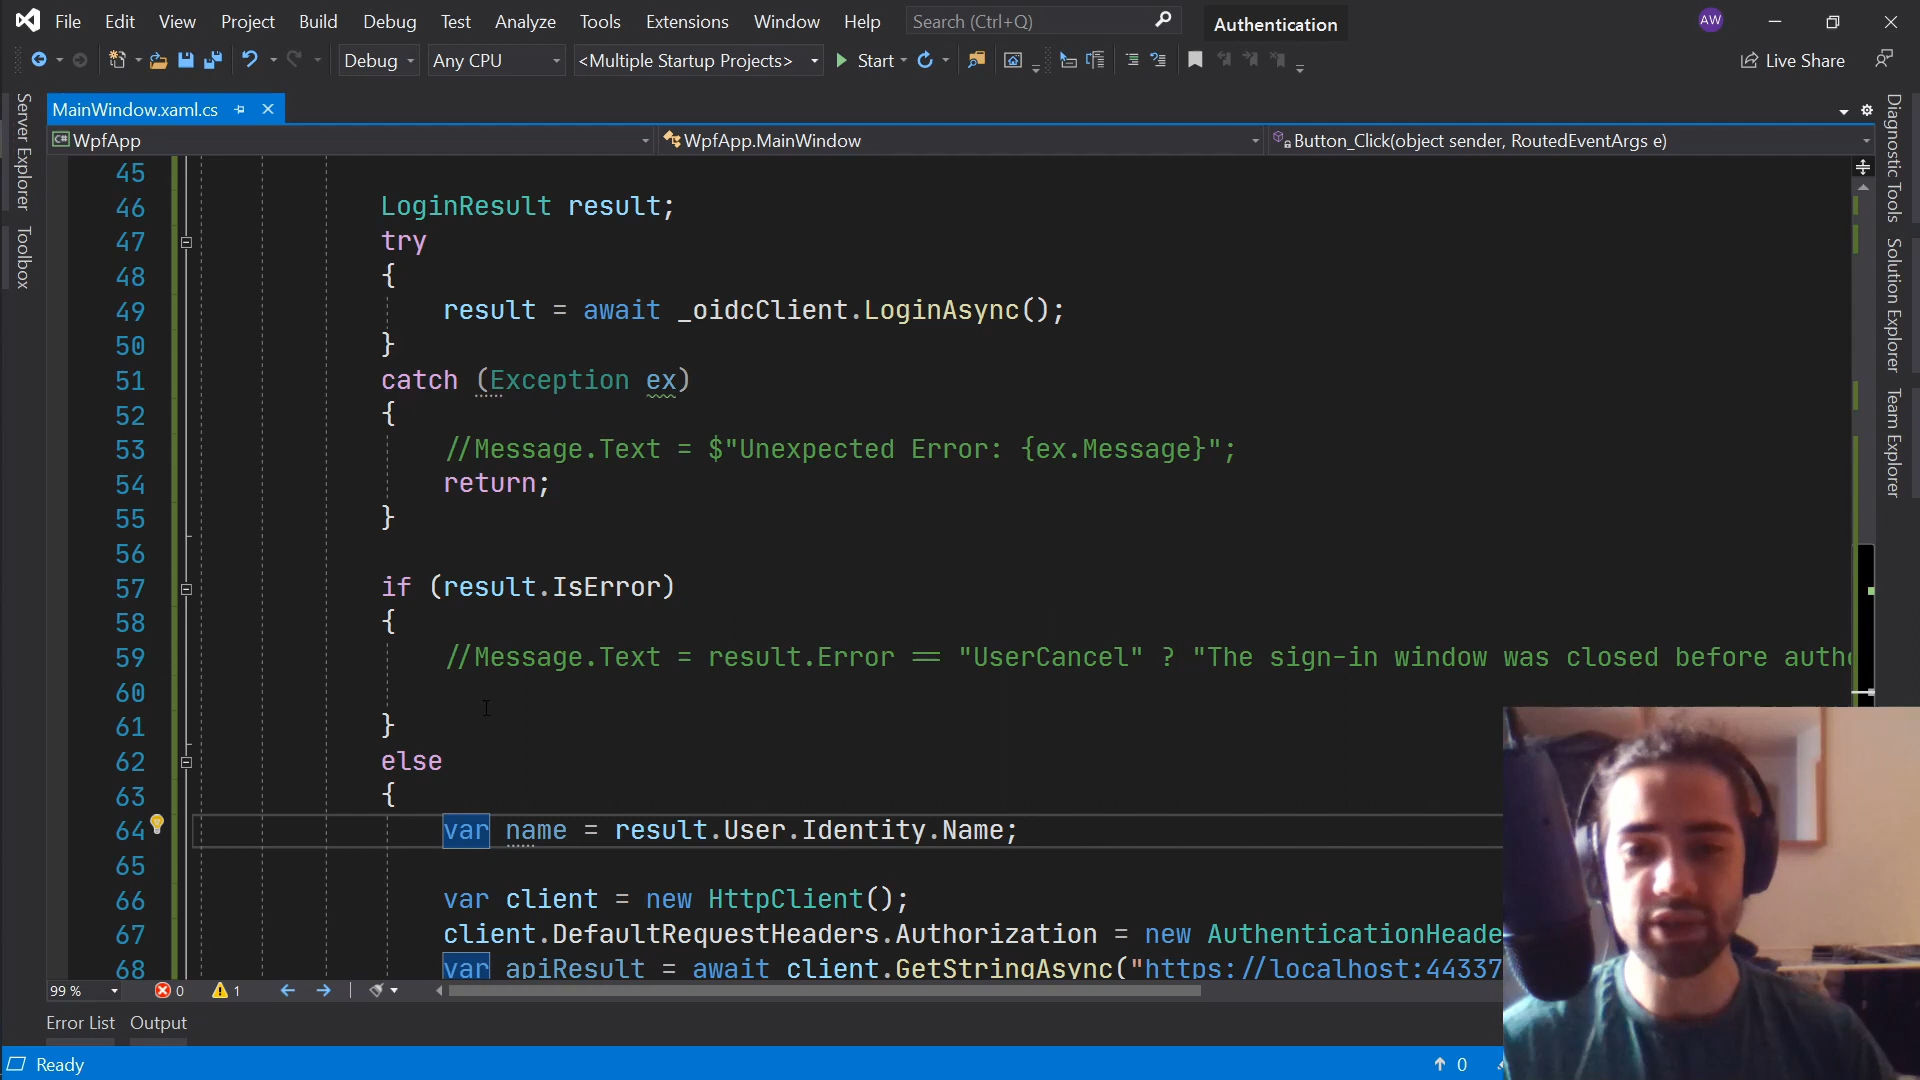 File Edit View Project Build Debug Test Analyze Tools Extensions Window Help Search (Ctrl+Q) Authentication AW
Debug Any CPU <Multiple Startup Projects> Start Live Share
MainWindow.xaml.cs
WpfApp WpfApp.MainWindow Button_Click(object sender, RoutedEventArgs e)
Server Explorer
Toolbox
Diagnostic Tools
Solution Explorer
Team Explorer
45
46 LoginResult result;
47 try
48 {
49 result = await _oidcClient.LoginAsync();
50 }
51 catch (Exception ex)
52 {
53 //Message.Text = $"Unexpected Error: {ex.Message}";
54 return;
55 }
56
57 if (result.IsError)
58 {
59 //Message.Text = result.Error == "UserCancel" ? "The sign-in window was closed before autho
60
61 }
62 else
63 {
64 var name = result.User.Identity.Name;
65
66 var client = new HttpClient();
67 client.DefaultRequestHeaders.Authorization = new AuthenticationHeade
68 var apiResult = await client.GetStringAsync("https://localhost:44337
99 % 0 1
Error List Output
Ready 0